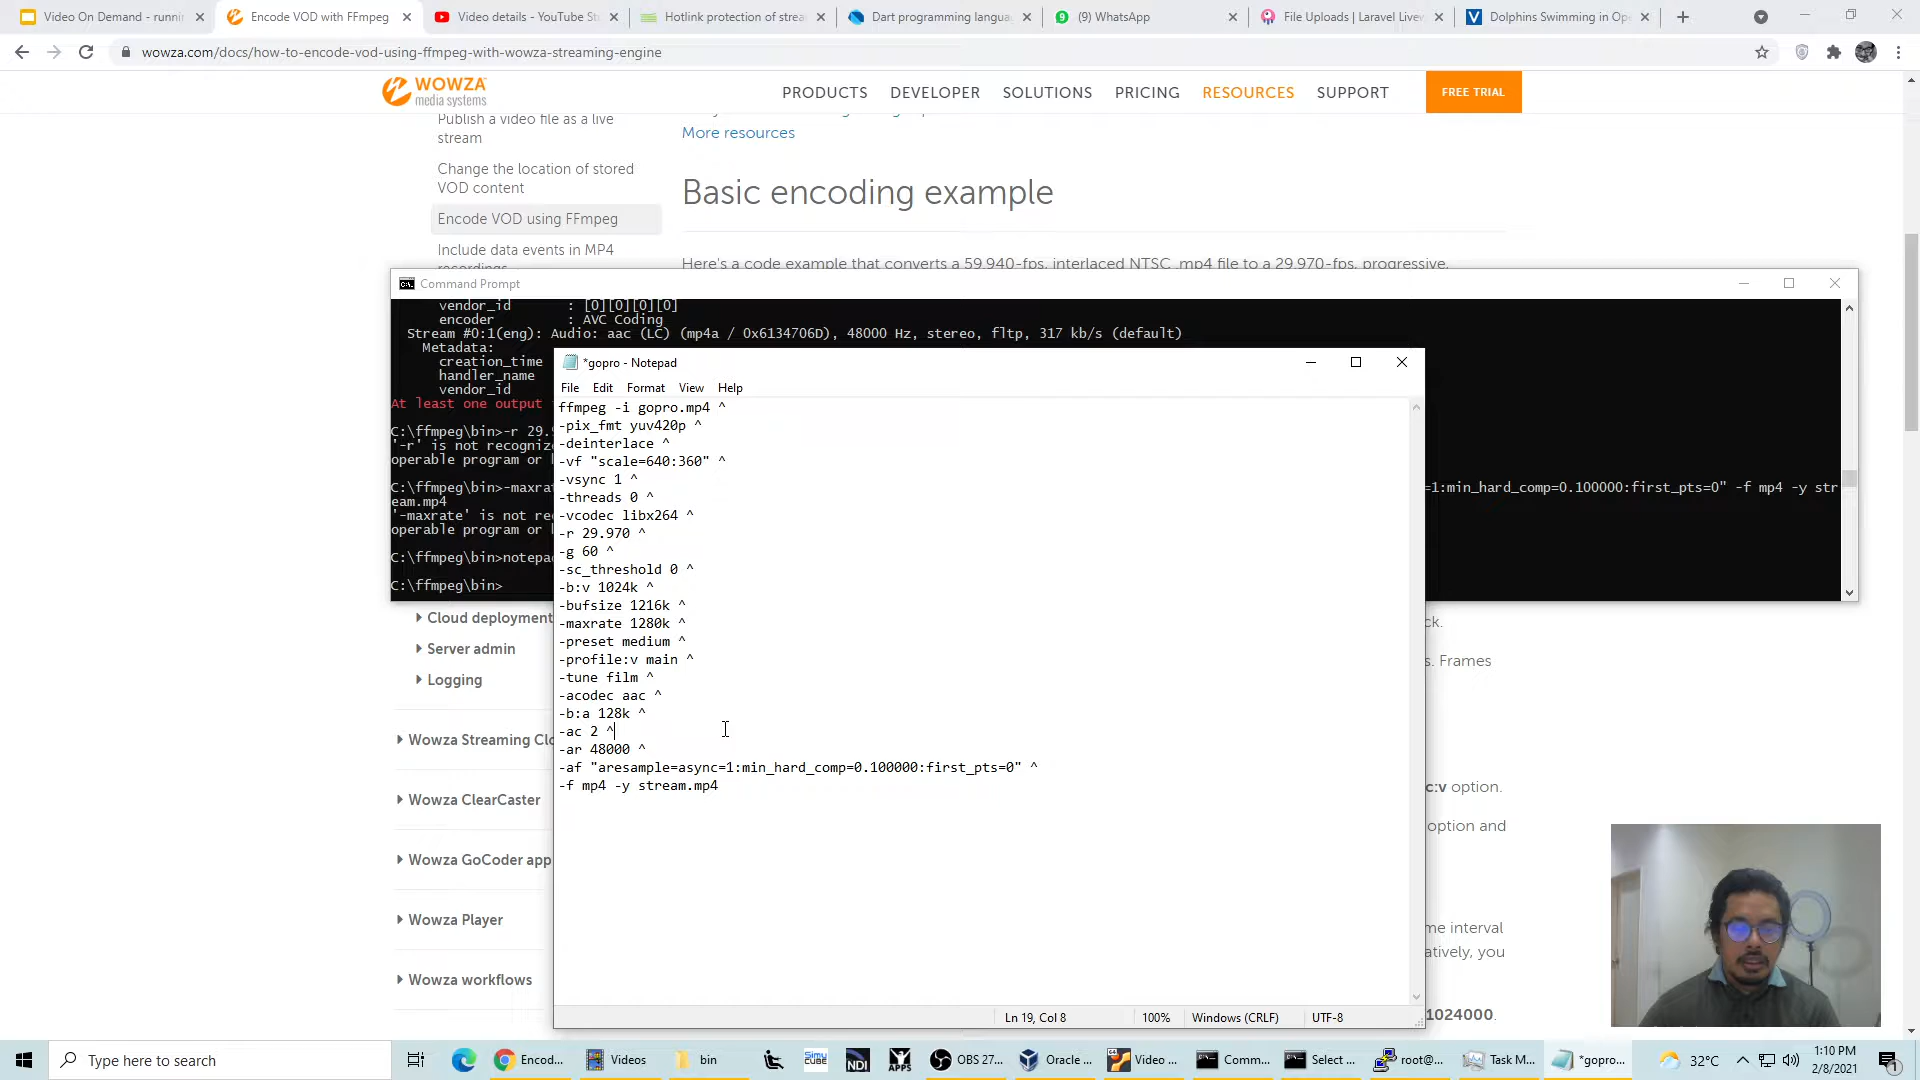 Video On Demand - runnin
Encode VOD with FFmpeg
Video details - YouTube St
Hotlink protection of strea
Dart programming langua
(9) WhatsApp
File Uploads | Laravel Livew
Dolphins Swimming in Ope
wowza.com/docs/how-to-encode-vod-using-ffmpeg-with-wowza-streaming-engine
WOWZA
media systems
PRODUCTS DEVELOPER SOLUTIONS PRICING RESOURCES SUPPORT FREE TRIAL
Publish a video file as a live
stream
Change the location of stored
VOD content
Encode VOD using FFmpeg
Include data events in MP4
recordings
More resources
Basic encoding example
Here's a code example that converts a 59.940-fps, interlaced NTSC .mp4 file to a 29.970-fps, progressive,
Command Prompt
vendor_id : [0][0][0][0]
encoder : AVC Coding
Stream #0:1(eng): Audio: aac (LC) (mp4a / 0x6134706D), 48000 Hz, stereo, fltp, 317 kb/s (default)
Metadata:
creation_time
handler_name
vendor_id
At least one output
C:\ffmpeg\bin>-r 29.9
'-r' is not recogniz
operable program or
C:\ffmpeg\bin>-maxrat
=1:min_hard_comp=0.100000:first_pts=0" -f mp4 -y str
eam.mp4
'-maxrate' is not rec
operable program or
C:\ffmpeg\bin>notepad
C:\ffmpeg\bin>
*gopro - Notepad
File Edit Format View Help
ffmpeg -i gopro.mp4 ^
-pix_fmt yuv420p ^
-deinterlace ^
-vf "scale=640:360" ^
-vsync 1 ^
-threads 0 ^
-vcodec libx264 ^
-r 29.970 ^
-g 60 ^
-sc_threshold 0 ^
-b:v 1024k ^
-bufsize 1216k ^
-maxrate 1280k ^
-preset medium ^
-profile:v main ^
-tune film ^
-acodec aac ^
-b:a 128k ^
-ac 2 ^
-ar 48000 ^
-af "aresample=async=1:min_hard_comp=0.100000:first_pts=0" ^
-f mp4 -y stream.mp4
Ln 19, Col 8 100% Windows (CRLF) UTF-8
Cloud deployment
Server admin
Logging
Wowza Streaming Clo
Wowza ClearCaster
Wowza GoCoder app
Wowza Player
Wowza workflows
ck.
s. Frames
c:v option.
option and
me interval
atively, you
1024000.
Type here to search
Encod...
Videos
bin
SIMU CUBE
NDI
APPS
OBS 27...
Oracle ...
Video ...
Comm...
Select ...
root@...
Task M...
*gopro...
32°C
1:10 PM
2/8/2021
1